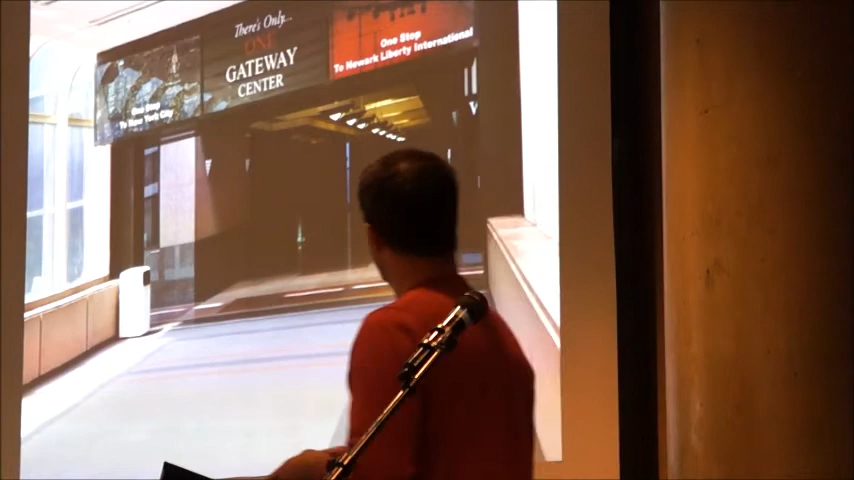 There's Only...
ONE
GATEWAY
CENTER
One Stop
To New York City
One Stop
To Newark Liberty International